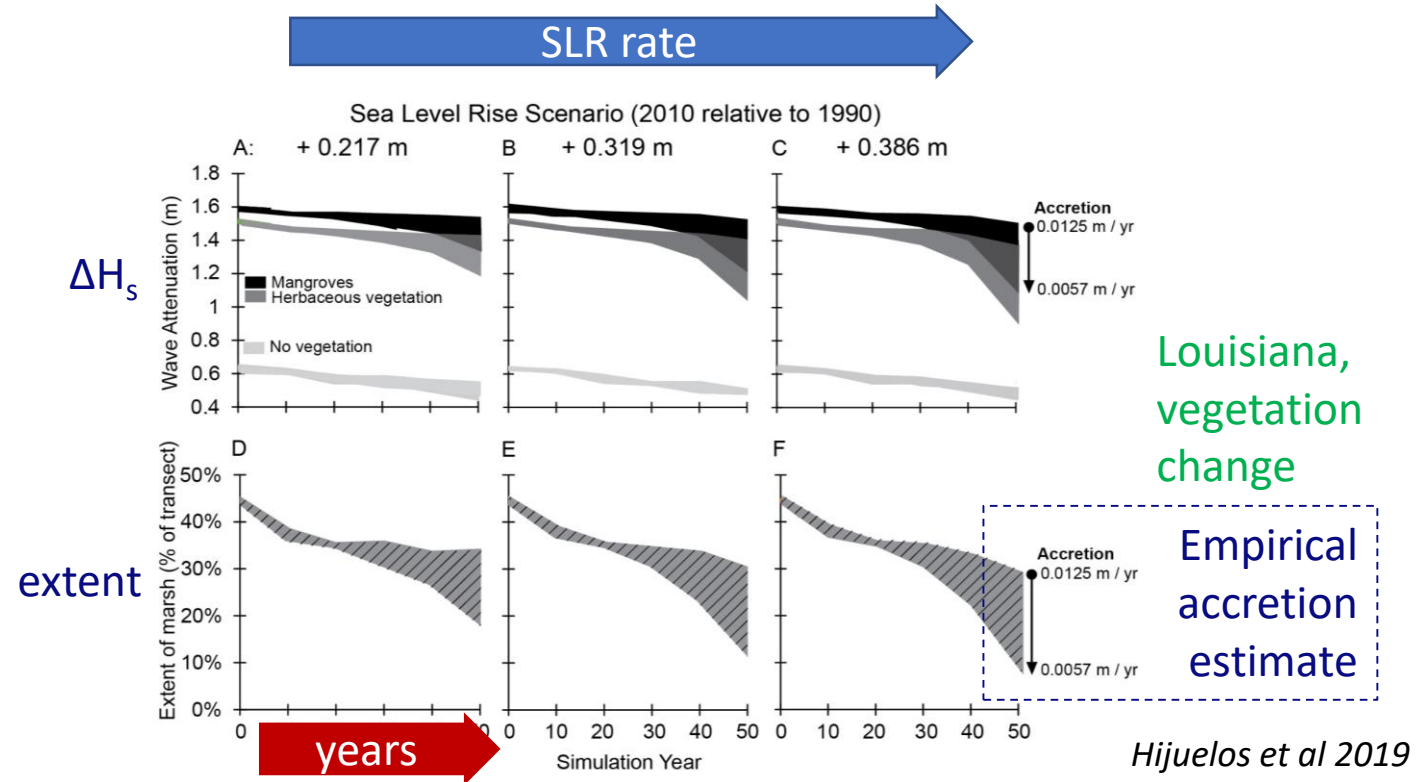 SLR rate
Sea Level Rise Scenario (2010 relative to 1990)
A: + 0.217 m
B + 0.319 m
C + 0.386 m
ΔHs
Wave Attenuation (m)
1.8
1.6
1.4
1.2
1
0.8
0.6
0.4
Mangroves
Herbaceous vegetation
No vegetation
Accretion
0.0125 m / yr
0.0057 m / yr
Louisiana,
vegetation
change
D
E
F
extent
Extent of marsh (% of transect)
50%
40%
30%
20%
10%
0%
Accretion
0.0125 m / yr
0.0057 m / yr
Empirical
accretion
estimate
0 0
0 10 20 30 40 50
0 10 20 30 40 50
years
Simulation Year
Hijuelos et al 2019